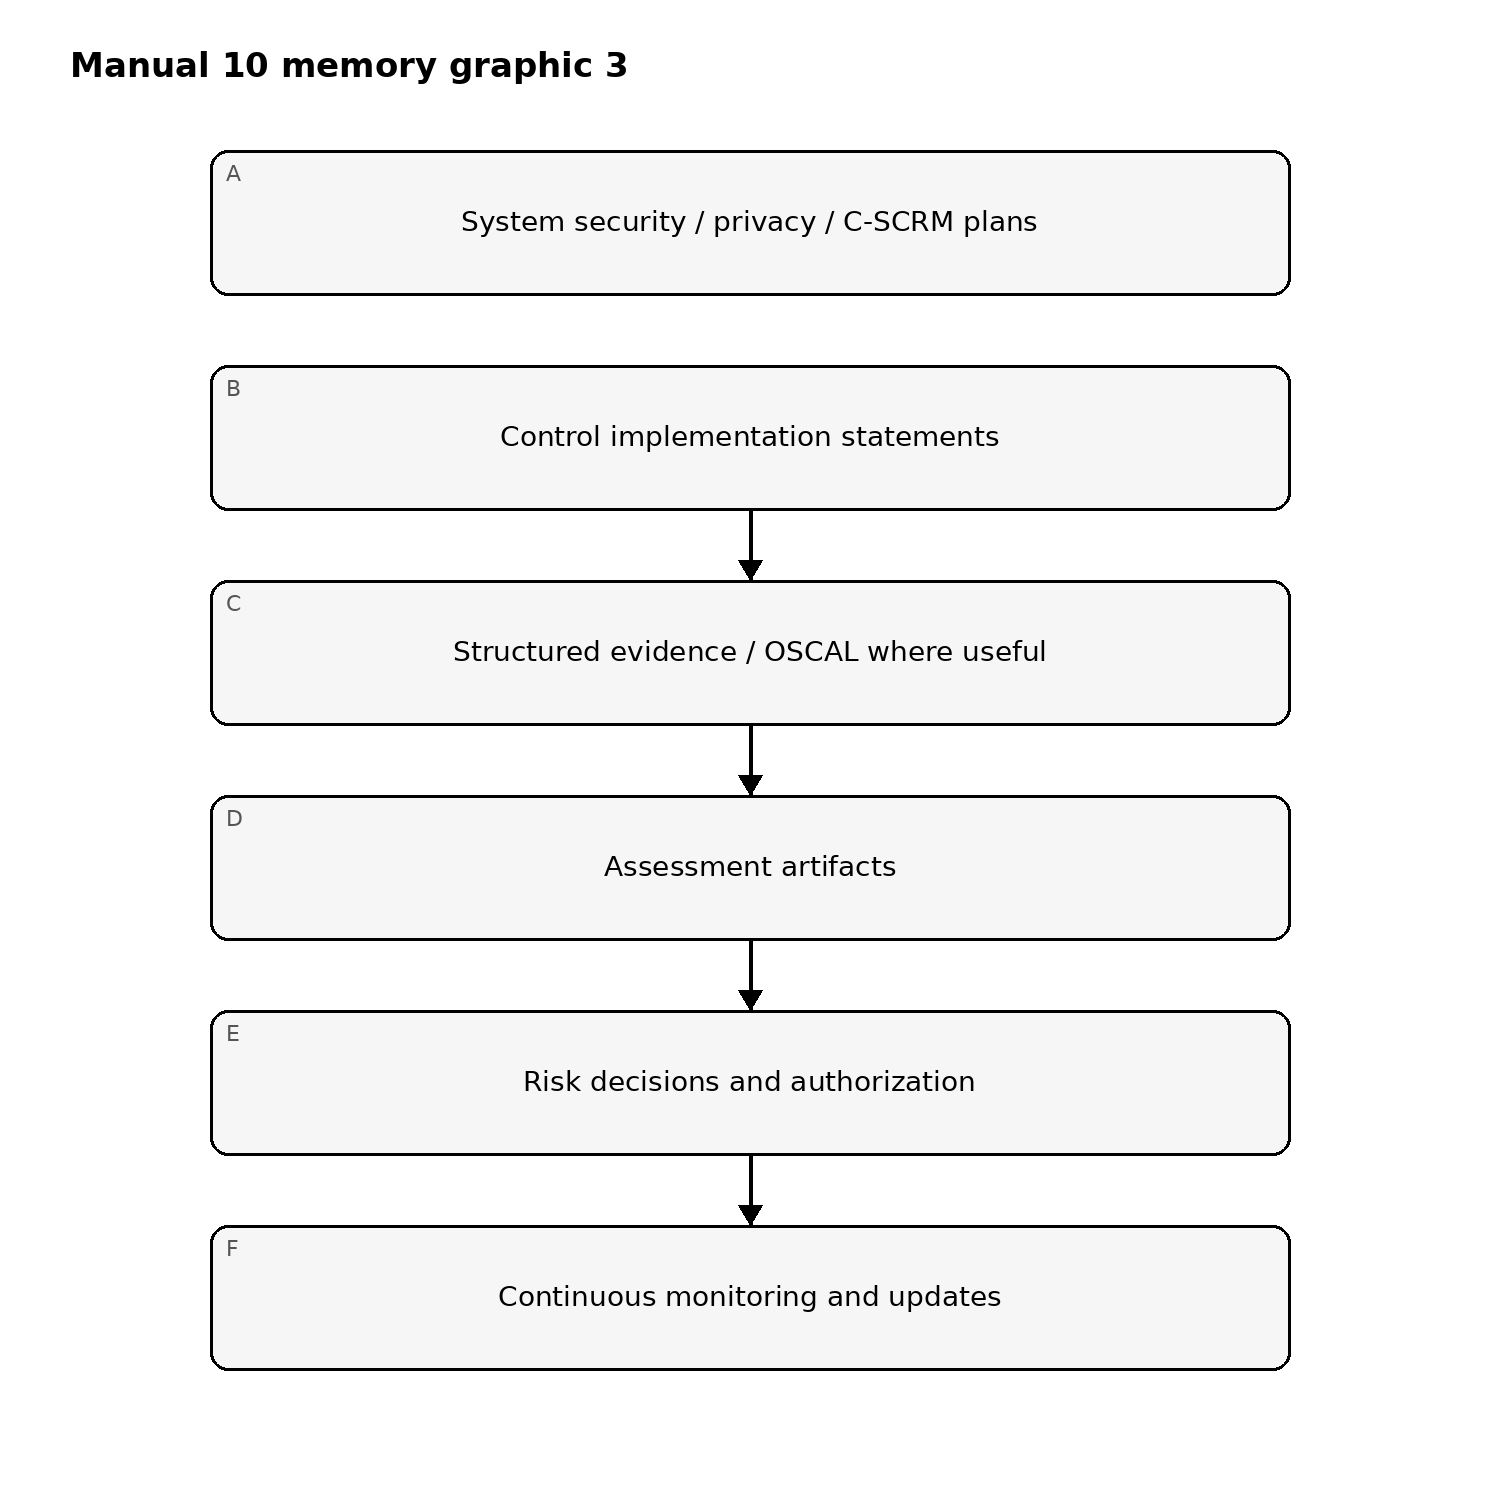 Manual 10 memory graphic 3
A
System security / privacy / C-SCRM plans
B
Control implementation statements
C
Structured evidence / OSCAL where useful
D
Assessment artifacts
E
Risk decisions and authorization
F
Continuous monitoring and updates